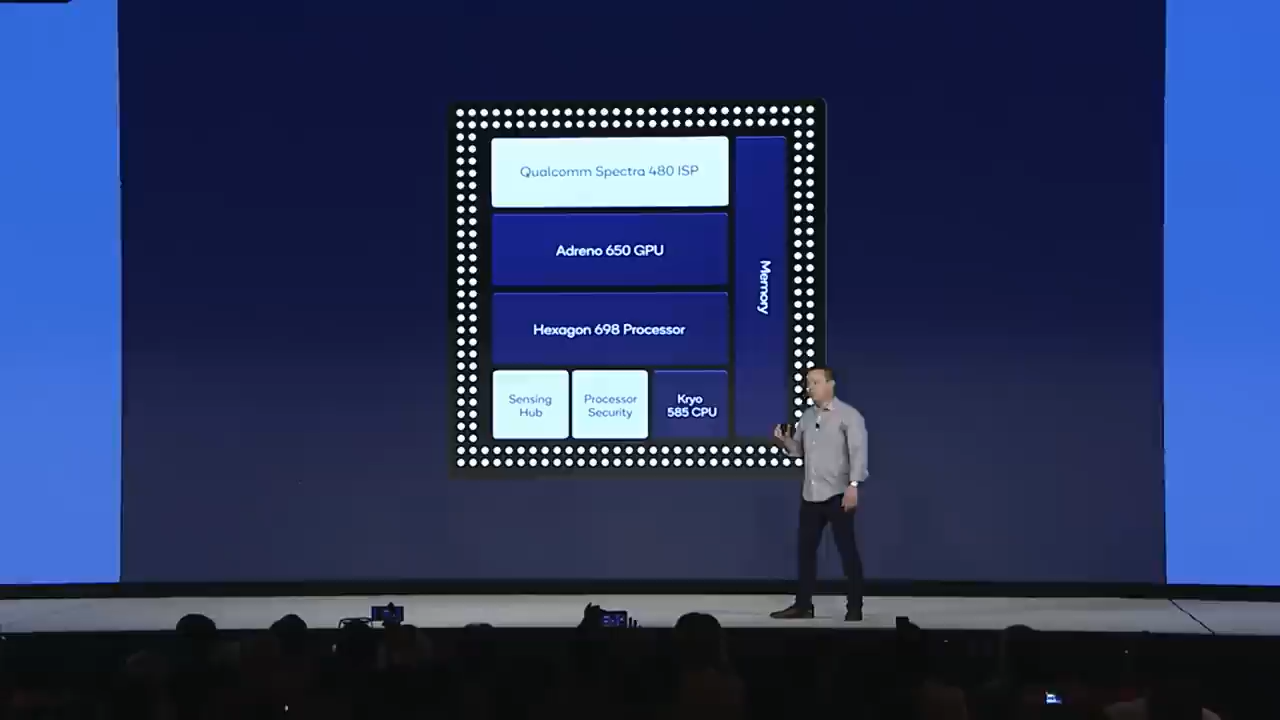 Qualcomm Spectra 480 ISP
Adreno 650 GPU
Memory
Hexagon 698 Processor
Sensing
Hub
Processor
Security
Kryo
585 CPU